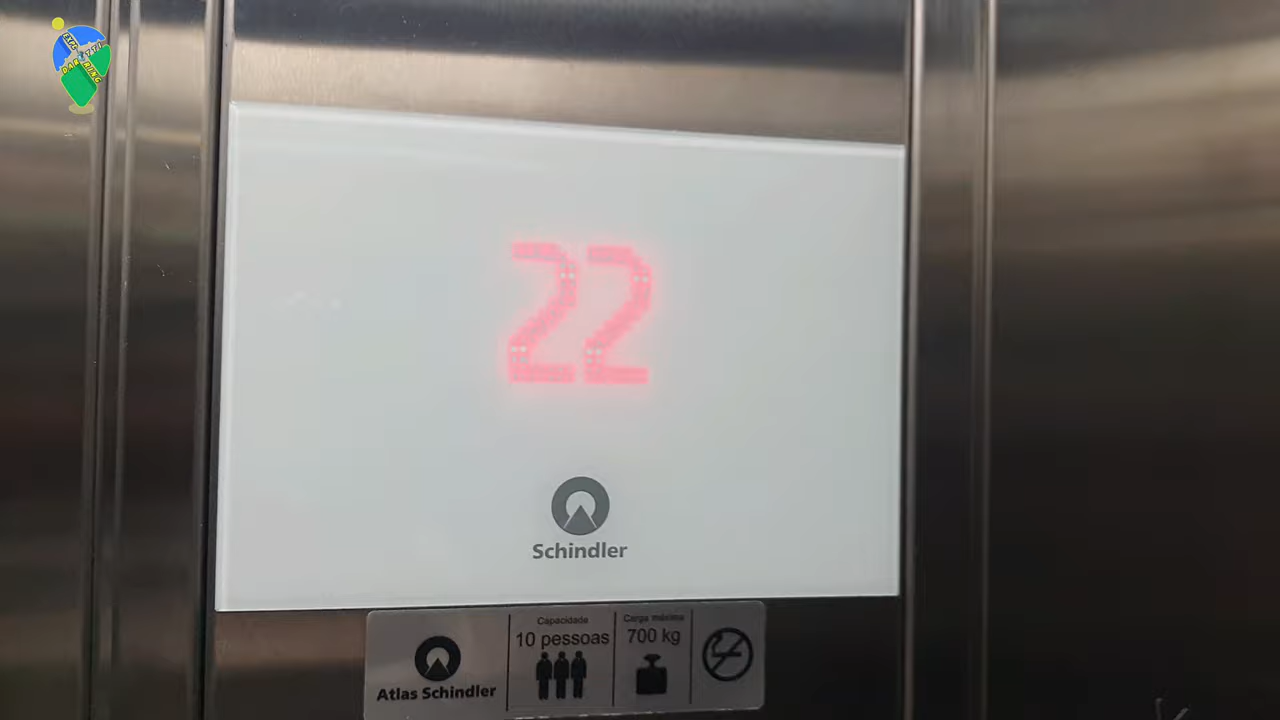 22
Schindler
Capacidade
10 pessoas
Carga máxima
700 kg
Atlas Schindler